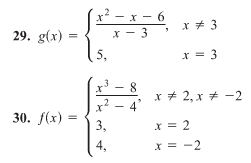 29. g(x) = { (x² − x − 6)/(x − 3), x ≠ 3
5, x = 3
30. f(x) = { (x³ − 8)/(x² − 4), x ≠ 2, x ≠ −2
3, x = 2
4, x = −2